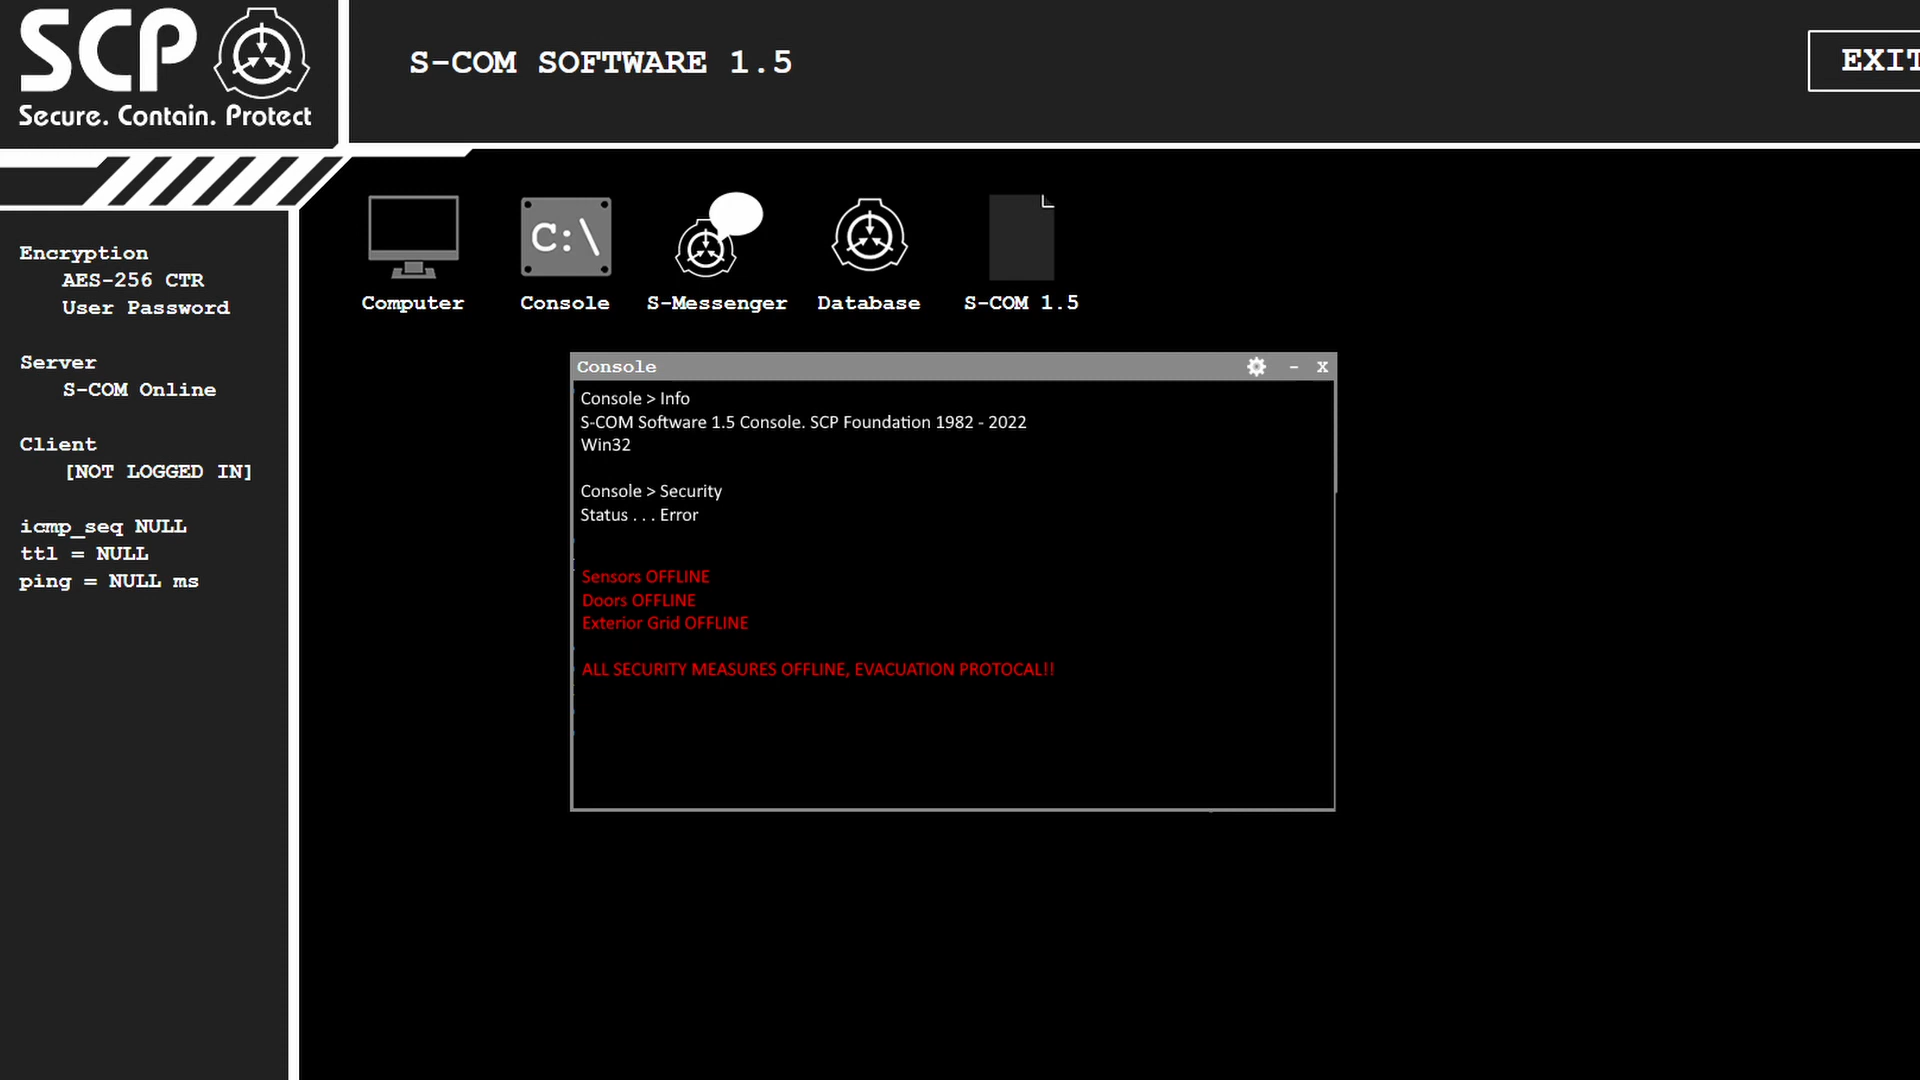 SCP
Secure. Contain. Protect
S-COM SOFTWARE 1.5
EXIT
Encryption
AES-256 CTR
User Password
Server
S-COM Online
Client
[NOT LOGGED IN]
icmp_seq NULL
ttl = NULL
ping = NULL ms
C:\
Computer
Console
S-Messenger
Database
S-COM 1.5
Console
- X
Console > Info
S-COM Software 1.5 Console. SCP Foundation 1982 - 2022
Win32
Console > Security
Status . . . Error
Sensors OFFLINE
Doors OFFLINE
Exterior Grid OFFLINE
ALL SECURITY MEASURES OFFLINE, EVACUATION PROTOCAL!!